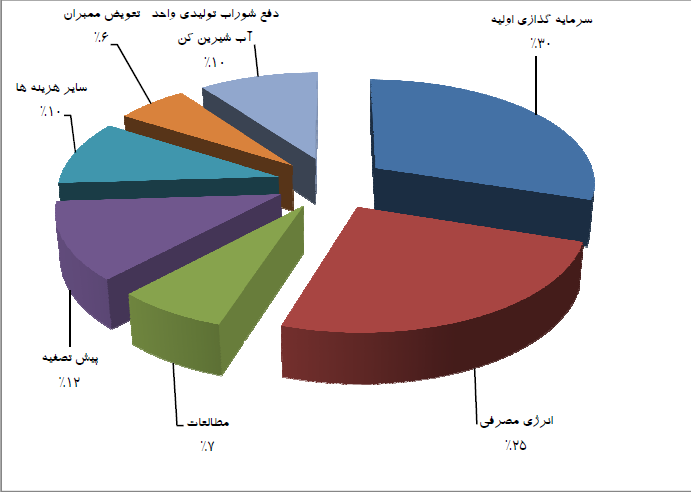 سرمایه گذاری اولیه
٪۳۰
دفع شوراب تولیدی واحد
آب شیرین کن
٪۱۰
تعویض ممبران
٪۶
سایر هزینه ها
٪۱۰
پیش تصفیه
٪۱۲
مطالعات
٪۷
انرژی مصرفی
٪۲۵